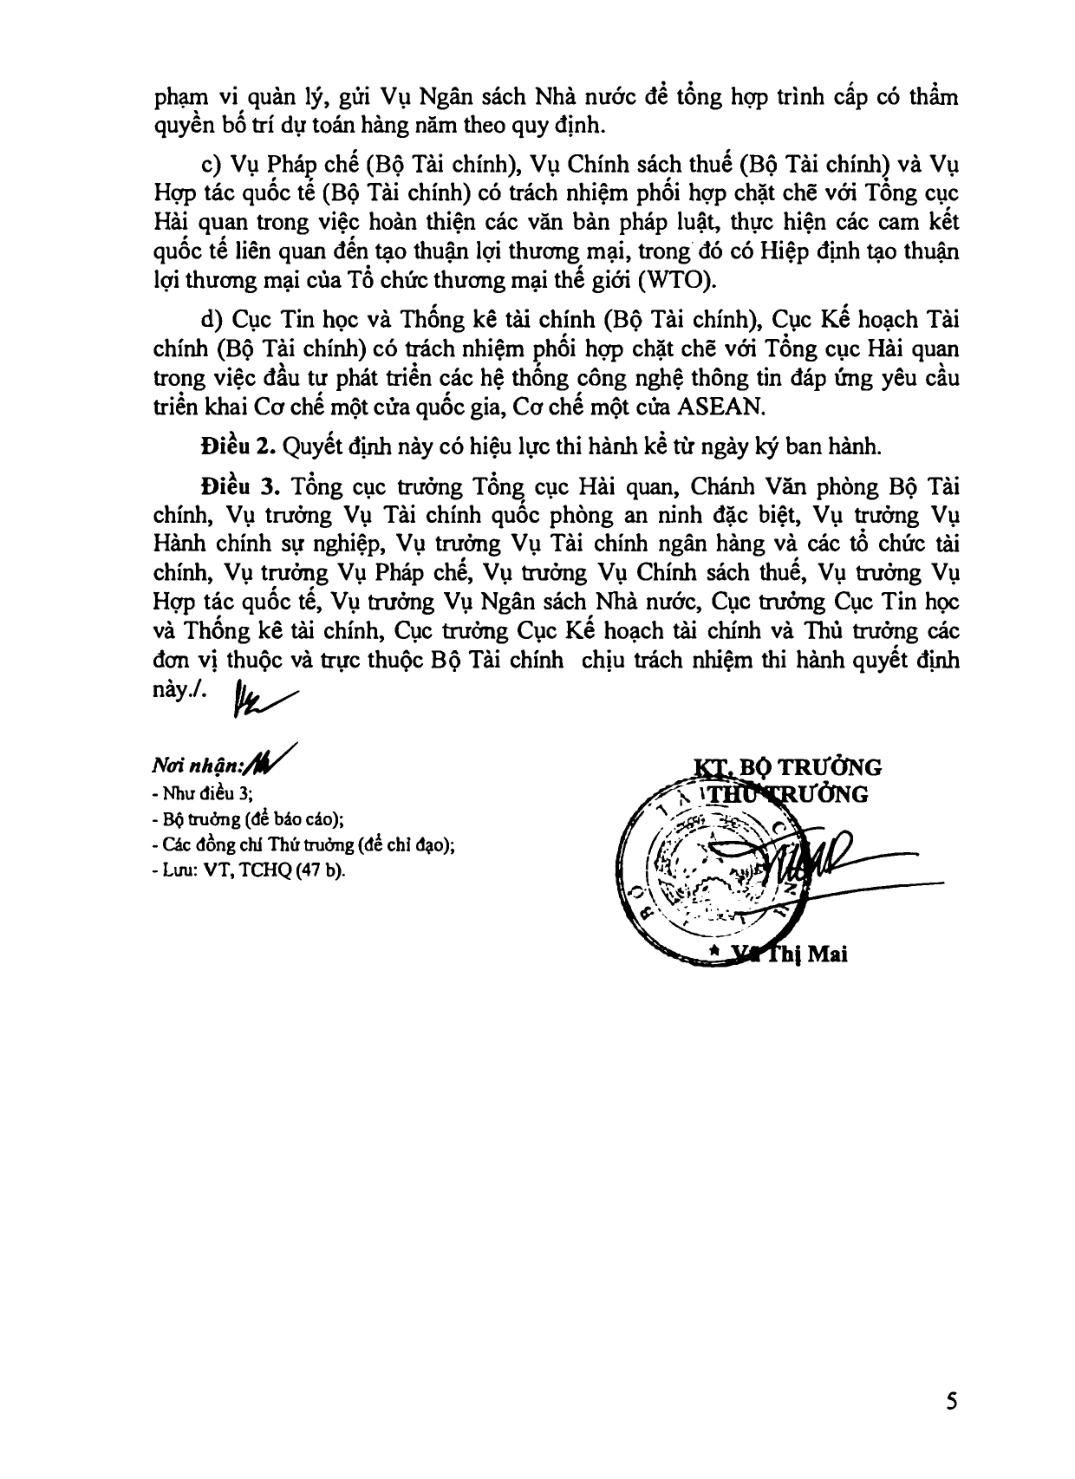 phạm vi quản lý, gửi Vụ Ngân sách Nhà nước để tổng hợp trình cấp có thẩm
quyền bố trí dự toán hàng năm theo quy định.
c) Vụ Pháp chế (Bộ Tài chính), Vụ Chính sách thuế (Bộ Tài chính) và Vụ
Hợp tác quốc tế (Bộ Tài chính) có trách nhiệm phối hợp chặt chẽ với Tổng cục
Hải quan trong việc hoàn thiện các văn bản pháp luật, thực hiện các cam kết
quốc tế liên quan đến tạo thuận lợi thương mại, trong đó có Hiệp định tạo thuận
lợi thương mại của Tổ chức thương mại thế giới (WTO).
d) Cục Tin học và Thống kê tài chính (Bộ Tài chính), Cục Kế hoạch Tài
chính (Bộ Tài chính) có trách nhiệm phối hợp chặt chẽ với Tổng cục Hải quan
trong việc đầu tư phát triển các hệ thống công nghệ thông tin đáp ứng yêu cầu
triển khai Cơ chế một cửa quốc gia, Cơ chế một cửa ASEAN.
Điều 2. Quyết định này có hiệu lực thi hành kể từ ngày ký ban hành.
Điều 3. Tổng cục trưởng Tổng cục Hải quan, Chánh Văn phòng Bộ Tài
chính, Vụ trưởng Vụ Tài chính quốc phòng an ninh đặc biệt, Vụ trưởng Vụ
Hành chính sự nghiệp, Vụ trưởng Vụ Tài chính ngân hàng và các tổ chức tài
chính, Vụ trưởng Vụ Pháp chế, Vụ trưởng Vụ Chính sách thuế, Vụ trưởng Vụ
Hợp tác quốc tế, Vụ trưởng Vụ Ngân sách Nhà nước, Cục trưởng Cục Tin học
và Thống kê tài chính, Cục trưởng Cục Kế hoạch tài chính và Thủ trưởng các
đơn vị thuộc và trực thuộc Bộ Tài chính chịu trách nhiệm thi hành quyết định
này./.
Nơi nhận:
- Như điều 3;
- Bộ trưởng (để báo cáo);
- Các đồng chí Thứ trưởng (để chỉ đạo);
- Lưu: VT, TCHQ (47 b).
KT. BỘ TRƯỞNG
THỨ TRƯỞNG
BỘ TÀI CHÍNH
Vũ Thị Mai
5